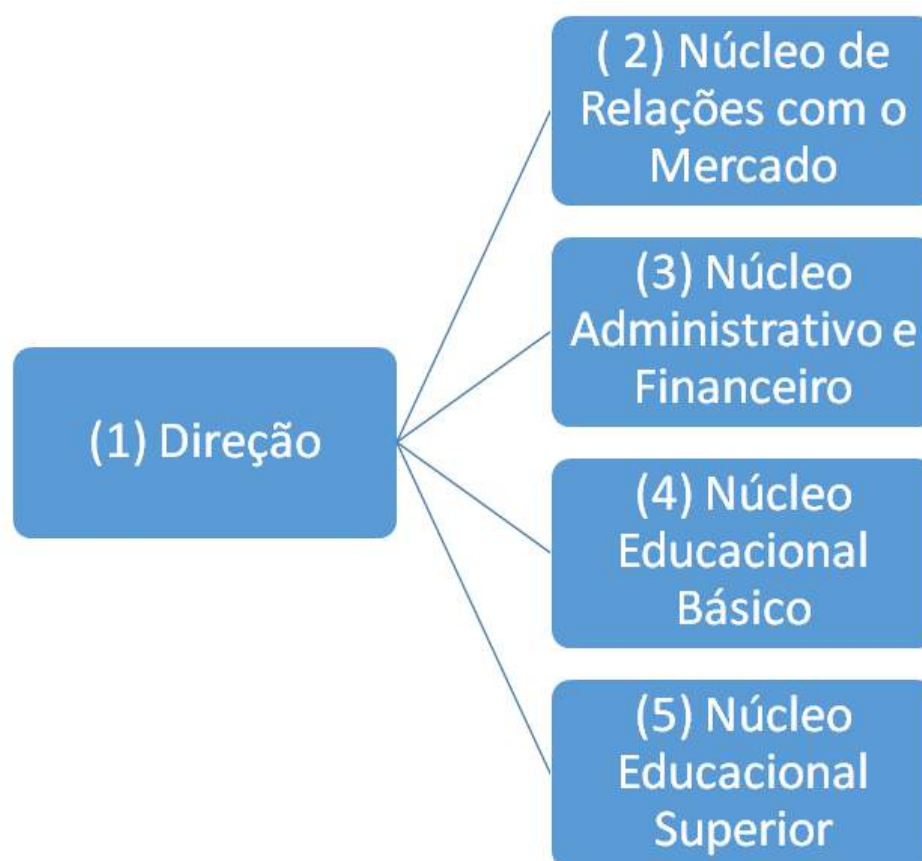 (1) Direção
( 2) Núcleo de
Relações com o
Mercado
(3) Núcleo
Administrativo e
Financeiro
(4) Núcleo
Educacional
Básico
(5) Núcleo
Educacional
Superior